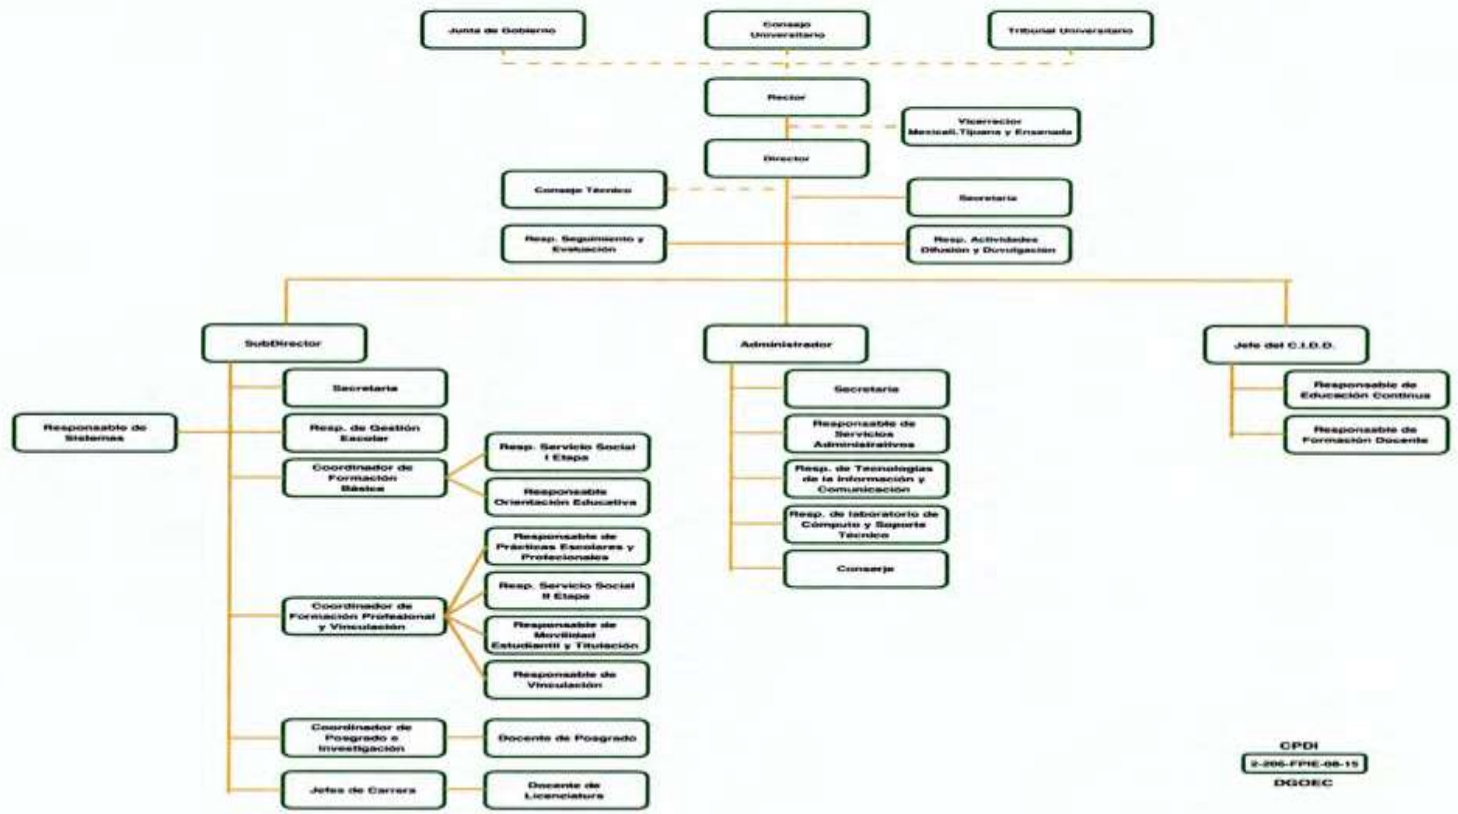 Junta de Gobierno
Consejo
Universitario
Tribunal Universitario
Rector
Vicerrector
Mexicali,Tijuana y Ensenada
Director
Consejo Técnico
Secretaria
Resp. Seguimiento y
Evaluación
Resp. Actividades
Difusión y Duvulgación
SubDirector
Administrador
Jefe del C.I.D.D.
Responsable de
Sistemas
Secretaria
Resp. de Gestión
Escolar
Coordinador de
Formación
Básica
Resp. Servicio Social
I Etapa
Responsable
Orientación Educativa
Responsable de
Prácticas Escolares y
Profecionales
Resp. Servicio Social
II Etapa
Coordinador de
Formación Profesional
y Vinculación
Responsable de
Movilidad
Estudiantil y Titulación
Responsable de
Vinculación
Coordinador de
Posgrado e
Investigación
Docente de Posgrado
Jefes de Carrera
Docente de
Licenciatura
Secretaria
Responsable de
Servicios
Administrativos
Resp. de Tecnologías
de la Información y
Comunicación
Resp. de laboratorio de
Cómputo y Soporte
Técnico
Conserje
Responsable de
Educación Continua
Responsable de
Formación Docente
CPDI
2-206-FPIE-08-15
DGOEC